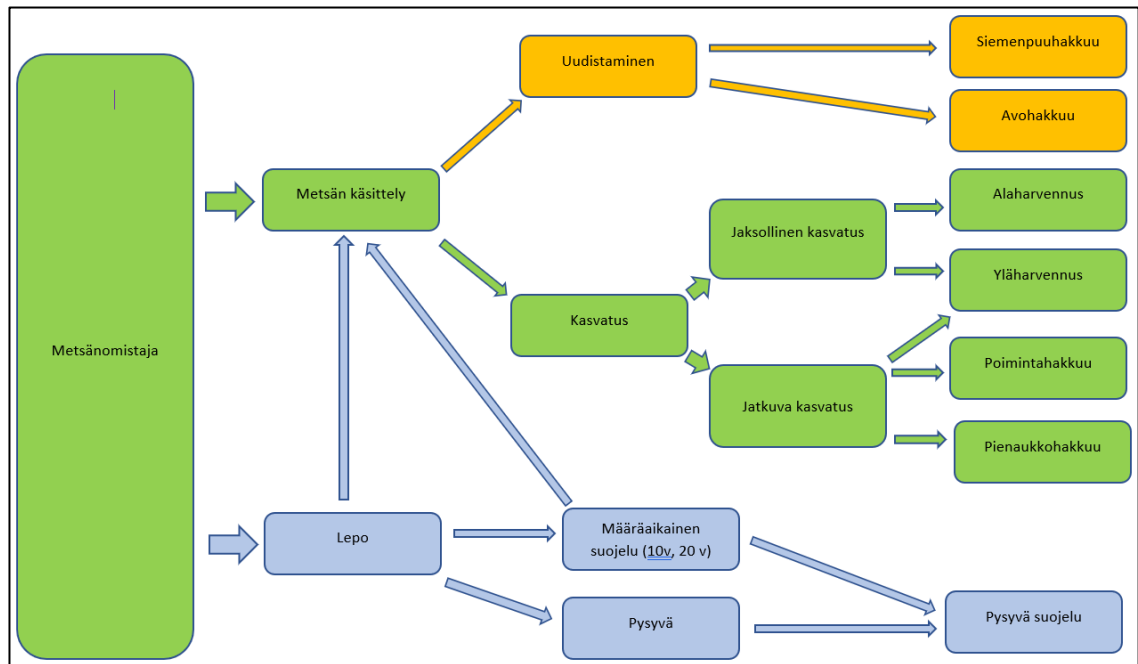 Metsänomistaja
Metsän käsittely
Lepo
Uudistaminen
Kasvatus
Määräaikainen
suojelu (10v, 20 v)
Pysyvä
Jaksollinen kasvatus
Jatkuva kasvatus
Siemenpuuhakkuu
Avohakkuu
Alaharvennus
Yläharvennus
Poimintahakkuu
Pienaukkohakkuu
Pysyvä suojelu